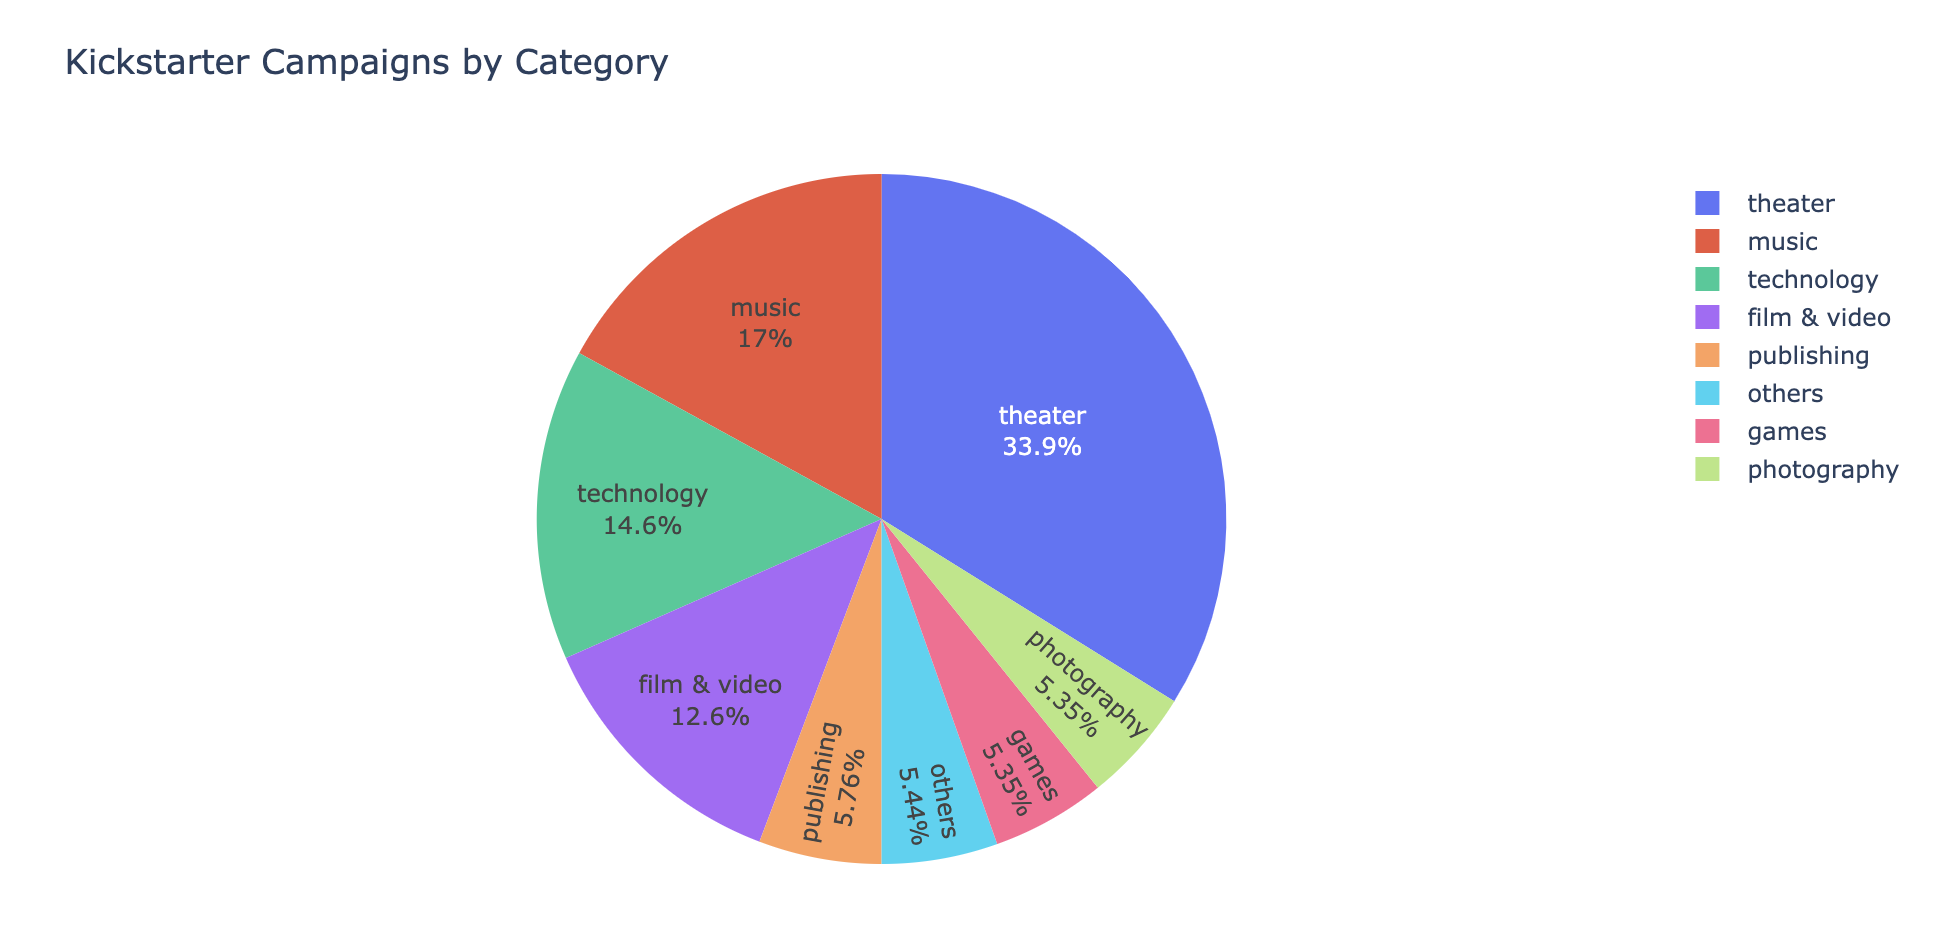 Kickstarter Campaigns by Category
theater
33.9%
music
17%
technology
14.6%
film & video
12.6%
publishing
5.76%
others
5.44%
games
5.35%
photography
5.35%
theater
music
technology
film & video
publishing
others
games
photography